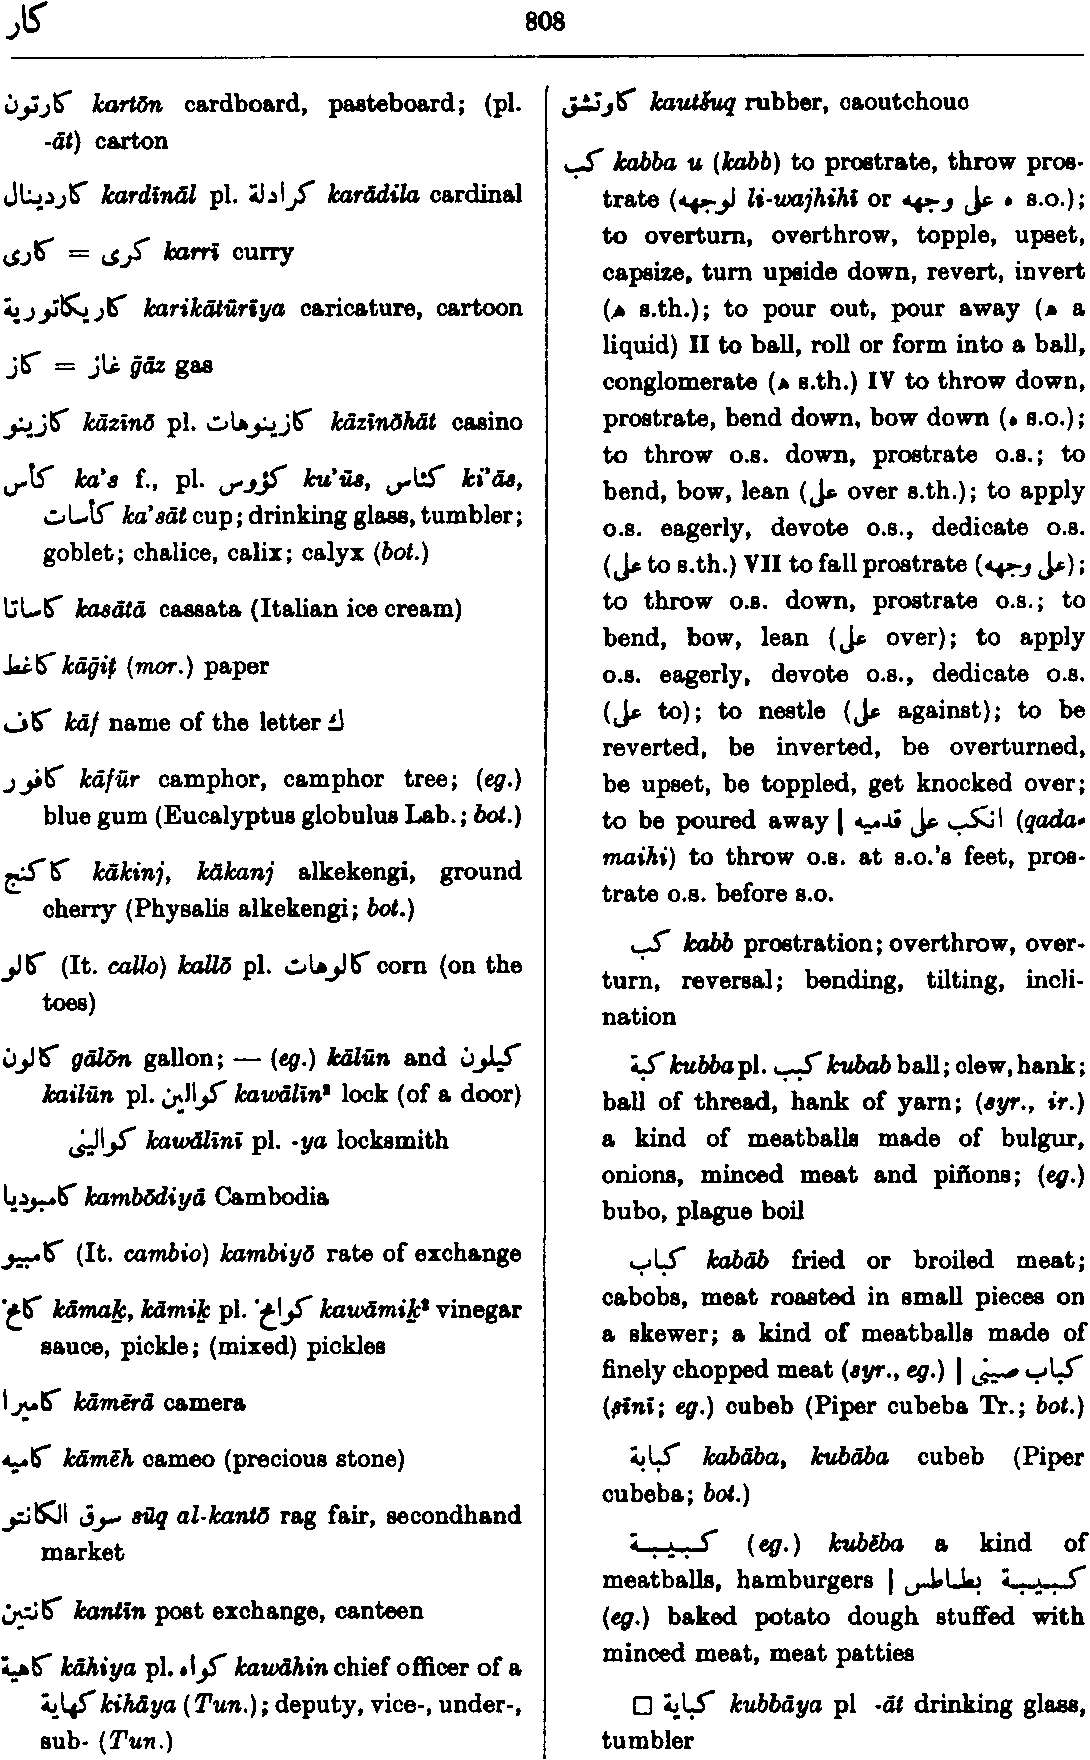 كار
808
كارتون kartōn cardboard, pasteboard; (pl.
-āt) carton
كاردينال kardīnāl pl. كرادلة karādila cardinal
كارى = كرى karrī curry
كاريكاتورية karikātūrīya caricature, cartoon
كاز = غاز ḡāz gas
كازينو kāzīnō pl. كازينوهات kāzīnōhāt casino
كأس ka's f., pl. كؤوس ku'ūs, كئاس ki'ās,
كأسات ka'sāt cup; drinking glass, tumbler;
goblet; chalice, calix; calyx (bot.)
كاساتا kasātā cassata (Italian ice cream)
كاغط kāḡiṭ (mor.) paper
كاف kāf name of the letter ك
كافور kāfūr camphor, camphor tree; (eg.)
blue gum (Eucalyptus globulus Lab.; bot.)
كاكنج kākinj, kākanj alkekengi, ground
cherry (Physalis alkekengi; bot.)
كالو (It. callo) kallō pl. كالوهات corn (on the
toes)
كالون gālōn gallon; — (eg.) kālūn and كيلون
kailūn pl. كوالين kawālīn² lock (of a door)
كوالينى kawālīnī pl. -ya locksmith
كامبوديا kambōdiyā Cambodia
كامبيو (It. cambio) kambiyō rate of exchange
كامخ kāmaḵ, kāmiḵ pl. كوامخ kawāmiḵ² vinegar
sauce, pickle; (mixed) pickles
كاميرا kāmērā camera
كاميه kāmēh cameo (precious stone)
سوق الكانتو sūq al-kantō rag fair, secondhand
market
كانتين kantīn post exchange, canteen
كاهية kāhiya pl. كواه kawāhin chief officer of a
كهاية kihāya (Tun.); deputy, vice-, under-,
sub- (Tun.)
كاوتشق kautšuq rubber, caoutchouc
كب kabba u (kabb) to prostrate, throw pros-
trate (لوجهه li-wajhihī or على وجهه ه s.o.);
to overturn, overthrow, topple, upset,
capsize, turn upside down, revert, invert
(ه s.th.); to pour out, pour away (ه a
liquid) II to ball, roll or form into a ball,
conglomerate (ه s.th.) IV to throw down,
prostrate, bend down, bow down (ه s.o.);
to throw o.s. down, prostrate o.s.; to
bend, bow, lean (على over s.th.); to apply
o.s. eagerly, devote o.s., dedicate o.s.
(على to s.th.) VII to fall prostrate (على وجهه);
to throw o.s. down, prostrate o.s.; to
bend, bow, lean (على over); to apply
o.s. eagerly, devote o.s., dedicate o.s.
(على to); to nestle (على against); to be
reverted, be inverted, be overturned,
be upset, be toppled, get knocked over;
to be poured away | انكب على قدميه (qada-
maihi) to throw o.s. at s.o.'s feet, pros-
trate o.s. before s.o.
كب kabb prostration; overthrow, over-
turn, reversal; bending, tilting, incli-
nation
كبة kubba pl. كبب kubab ball; clew, hank;
ball of thread, hank of yarn; (syr., ir.)
a kind of meatballs made of bulgur,
onions, minced meat and piñons; (eg.)
bubo, plague boil
كباب kabāb fried or broiled meat;
cabobs, meat roasted in small pieces on
a skewer; a kind of meatballs made of
finely chopped meat (syr., eg.) | كباب صينى
(ṣīnī; eg.) cubeb (Piper cubeba Tr.; bot.)
كبابة kabāba, kubāba cubeb (Piper
cubeba; bot.)
كبيبة (eg.) kubēba a kind of
meatballs, hamburgers | كبيبة بطاطس
(eg.) baked potato dough stuffed with
minced meat, meat patties
□ كباية kubbāya pl -āt drinking glass,
tumbler